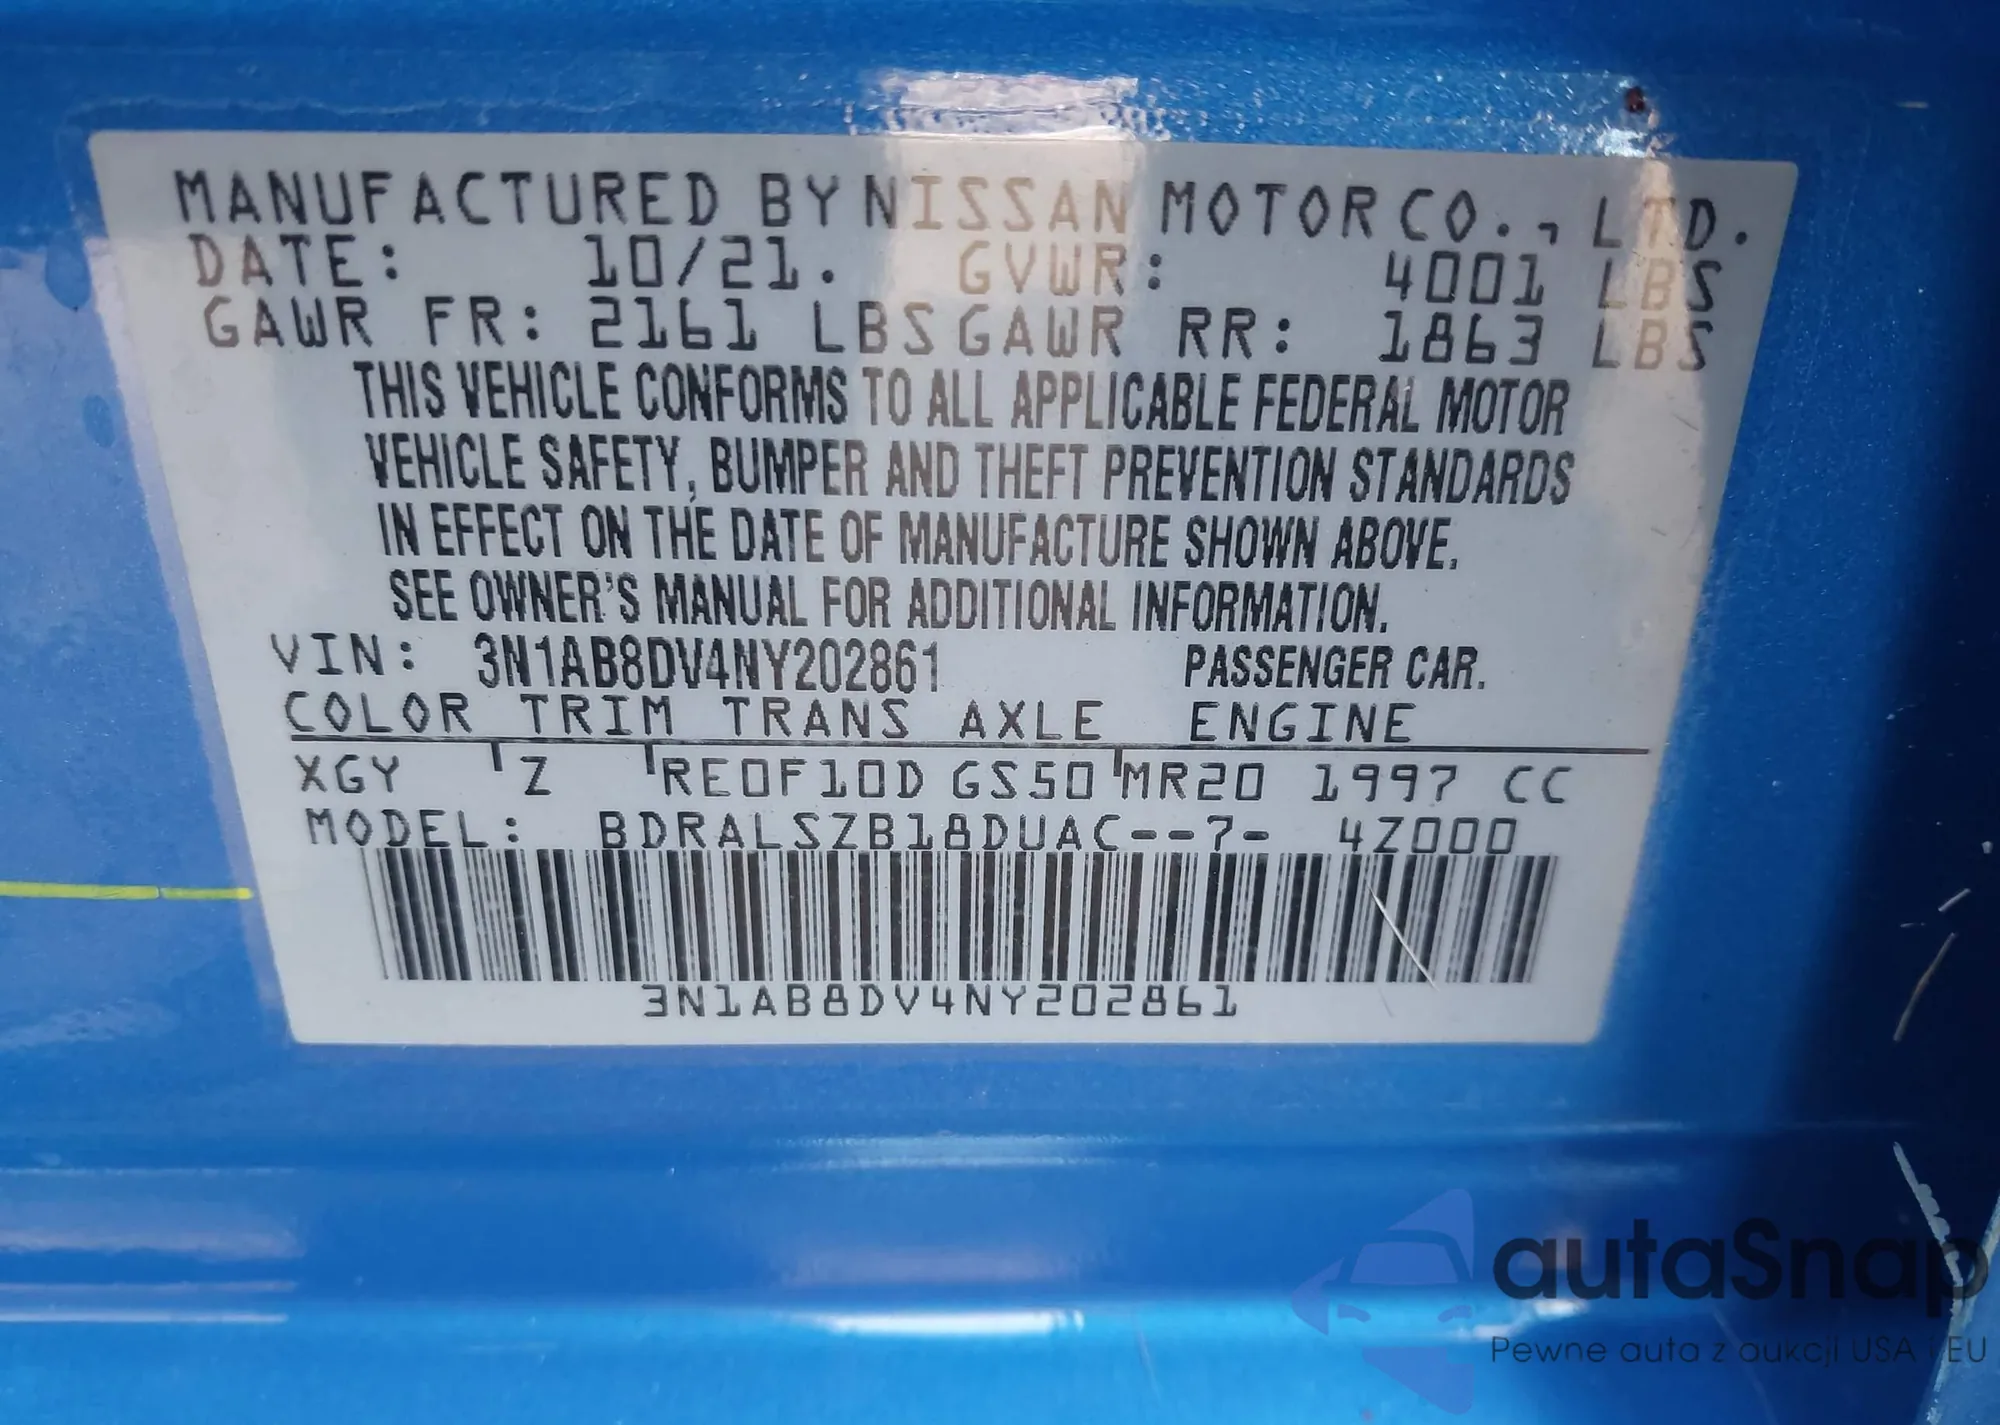 MANUFACTURED BY NISSAN MOTOR CO., LTD.
DATE: 10/21. GVWR: 4001 LBS
GAWR FR: 2161 LBS GAWR RR: 1863 LBS
THIS VEHICLE CONFORMS TO ALL APPLICABLE FEDERAL MOTOR
VEHICLE SAFETY, BUMPER AND THEFT PREVENTION STANDARDS
IN EFFECT ON THE DATE OF MANUFACTURE SHOWN ABOVE.
SEE OWNER'S MANUAL FOR ADDITIONAL INFORMATION.
VIN: 3N1AB8DV4NY202861 PASSENGER CAR.
COLOR TRIM TRANS AXLE ENGINE
XGY Z RE0F10D GS50 MR20 1997 CC
MODEL: BDRALSZB18DUAC--7- 4Z000
3N1AB8DV4NY202861
autaSnap
Pewne auta z aukcji USA i EU